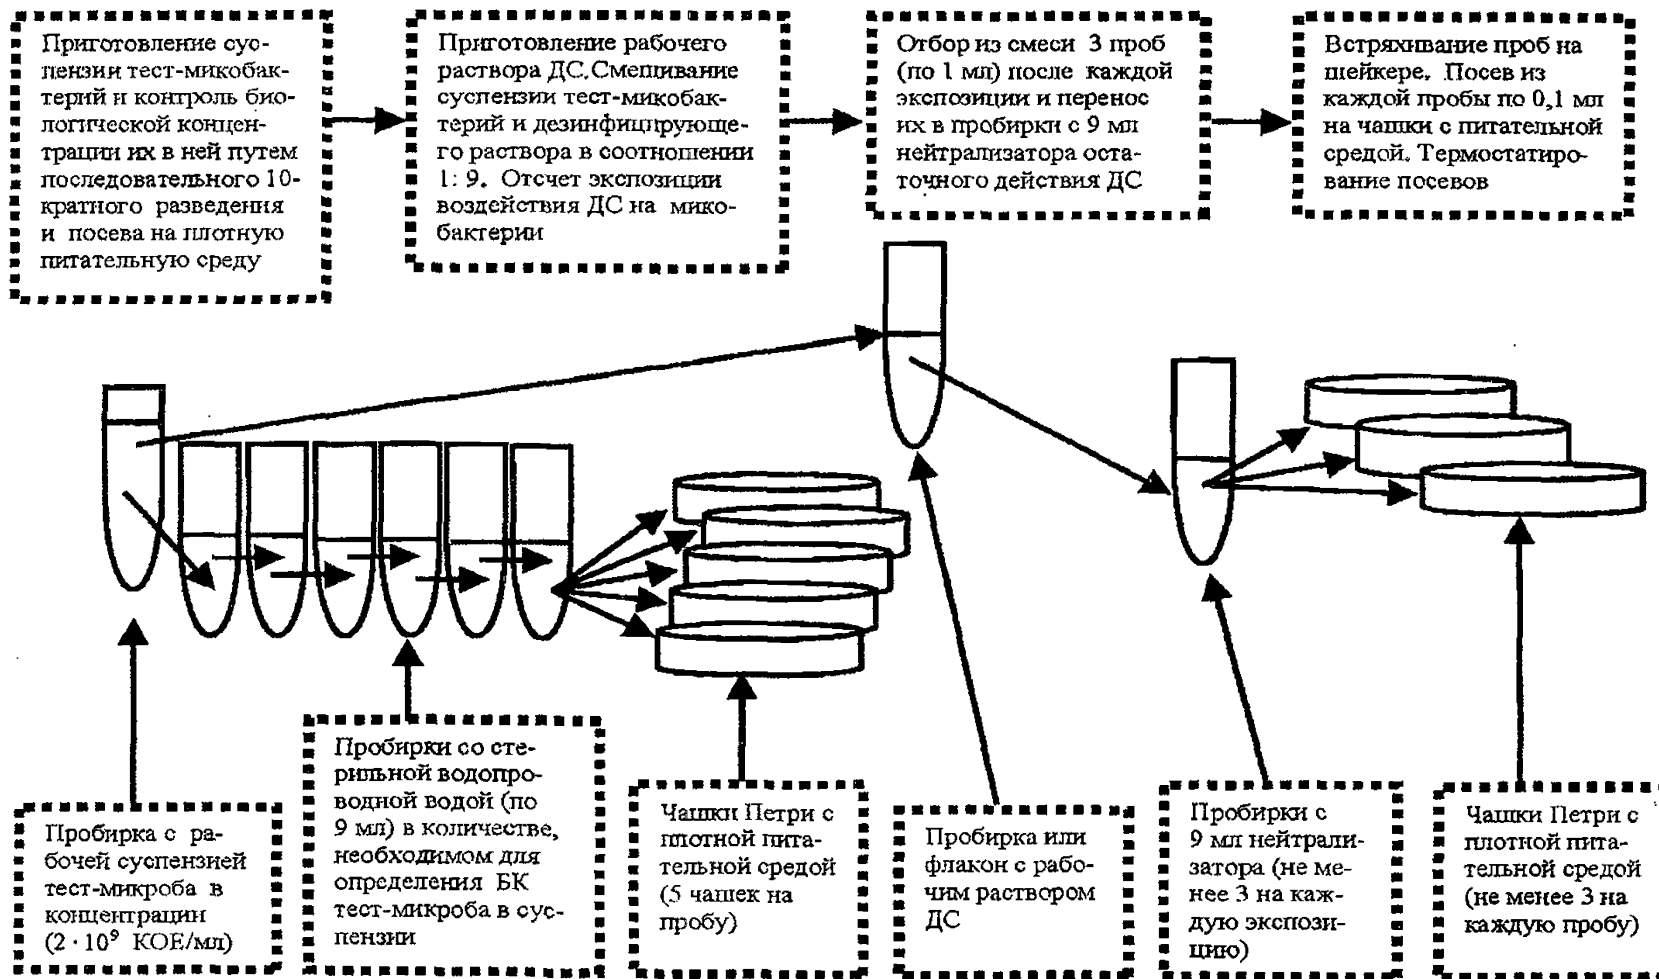 Приготовление сус-
пензии тест-микобак-
терий и контроль био-
логической концен-
трации их в ней путем
последовательного 10-
кратного разведения
и посева на плотную
питательную среду
Приготовление рабочего
раствора ДС. Смешивание
суспензии тест-микобак-
терий и дезинфицирующе-
го раствора в соотношении
1: 9. Отсчет экспозиции
воздействия ДС на мико-
бактерии
Отбор из смеси 3 проб
(по 1 мл) после каждой
экспозиции и перенос
их в пробирки с 9 мл
нейтрализатора оста-
точного действия ДС
Встряхивание проб на
шейкере. Посев из
каждой пробы по 0,1 мл
на чашки с питательной
средой. Термостатиро-
вание посевов
Пробирка с ра-
бочей суспензией
тест-микроба в
концентрации
(2 · 10⁹ КОЕ/мл)
Пробирки со сте-
рильной водопро-
водной водой (по
9 мл) в количестве,
необходимом для
определения БК
тест-микроба в сус-
пензии
Чашки Петри с
плотной пита-
тельной средой
(5 чашек на
пробу)
Пробирка или
флакон с рабо-
чим раствором
ДС
Пробирки с
9 мл нейтрали-
затора (не ме-
нее 3 на каж-
дую экспози-
цию)
Чашки Петри с
плотной пита-
тельной средой
(не менее 3 на
каждую пробу)